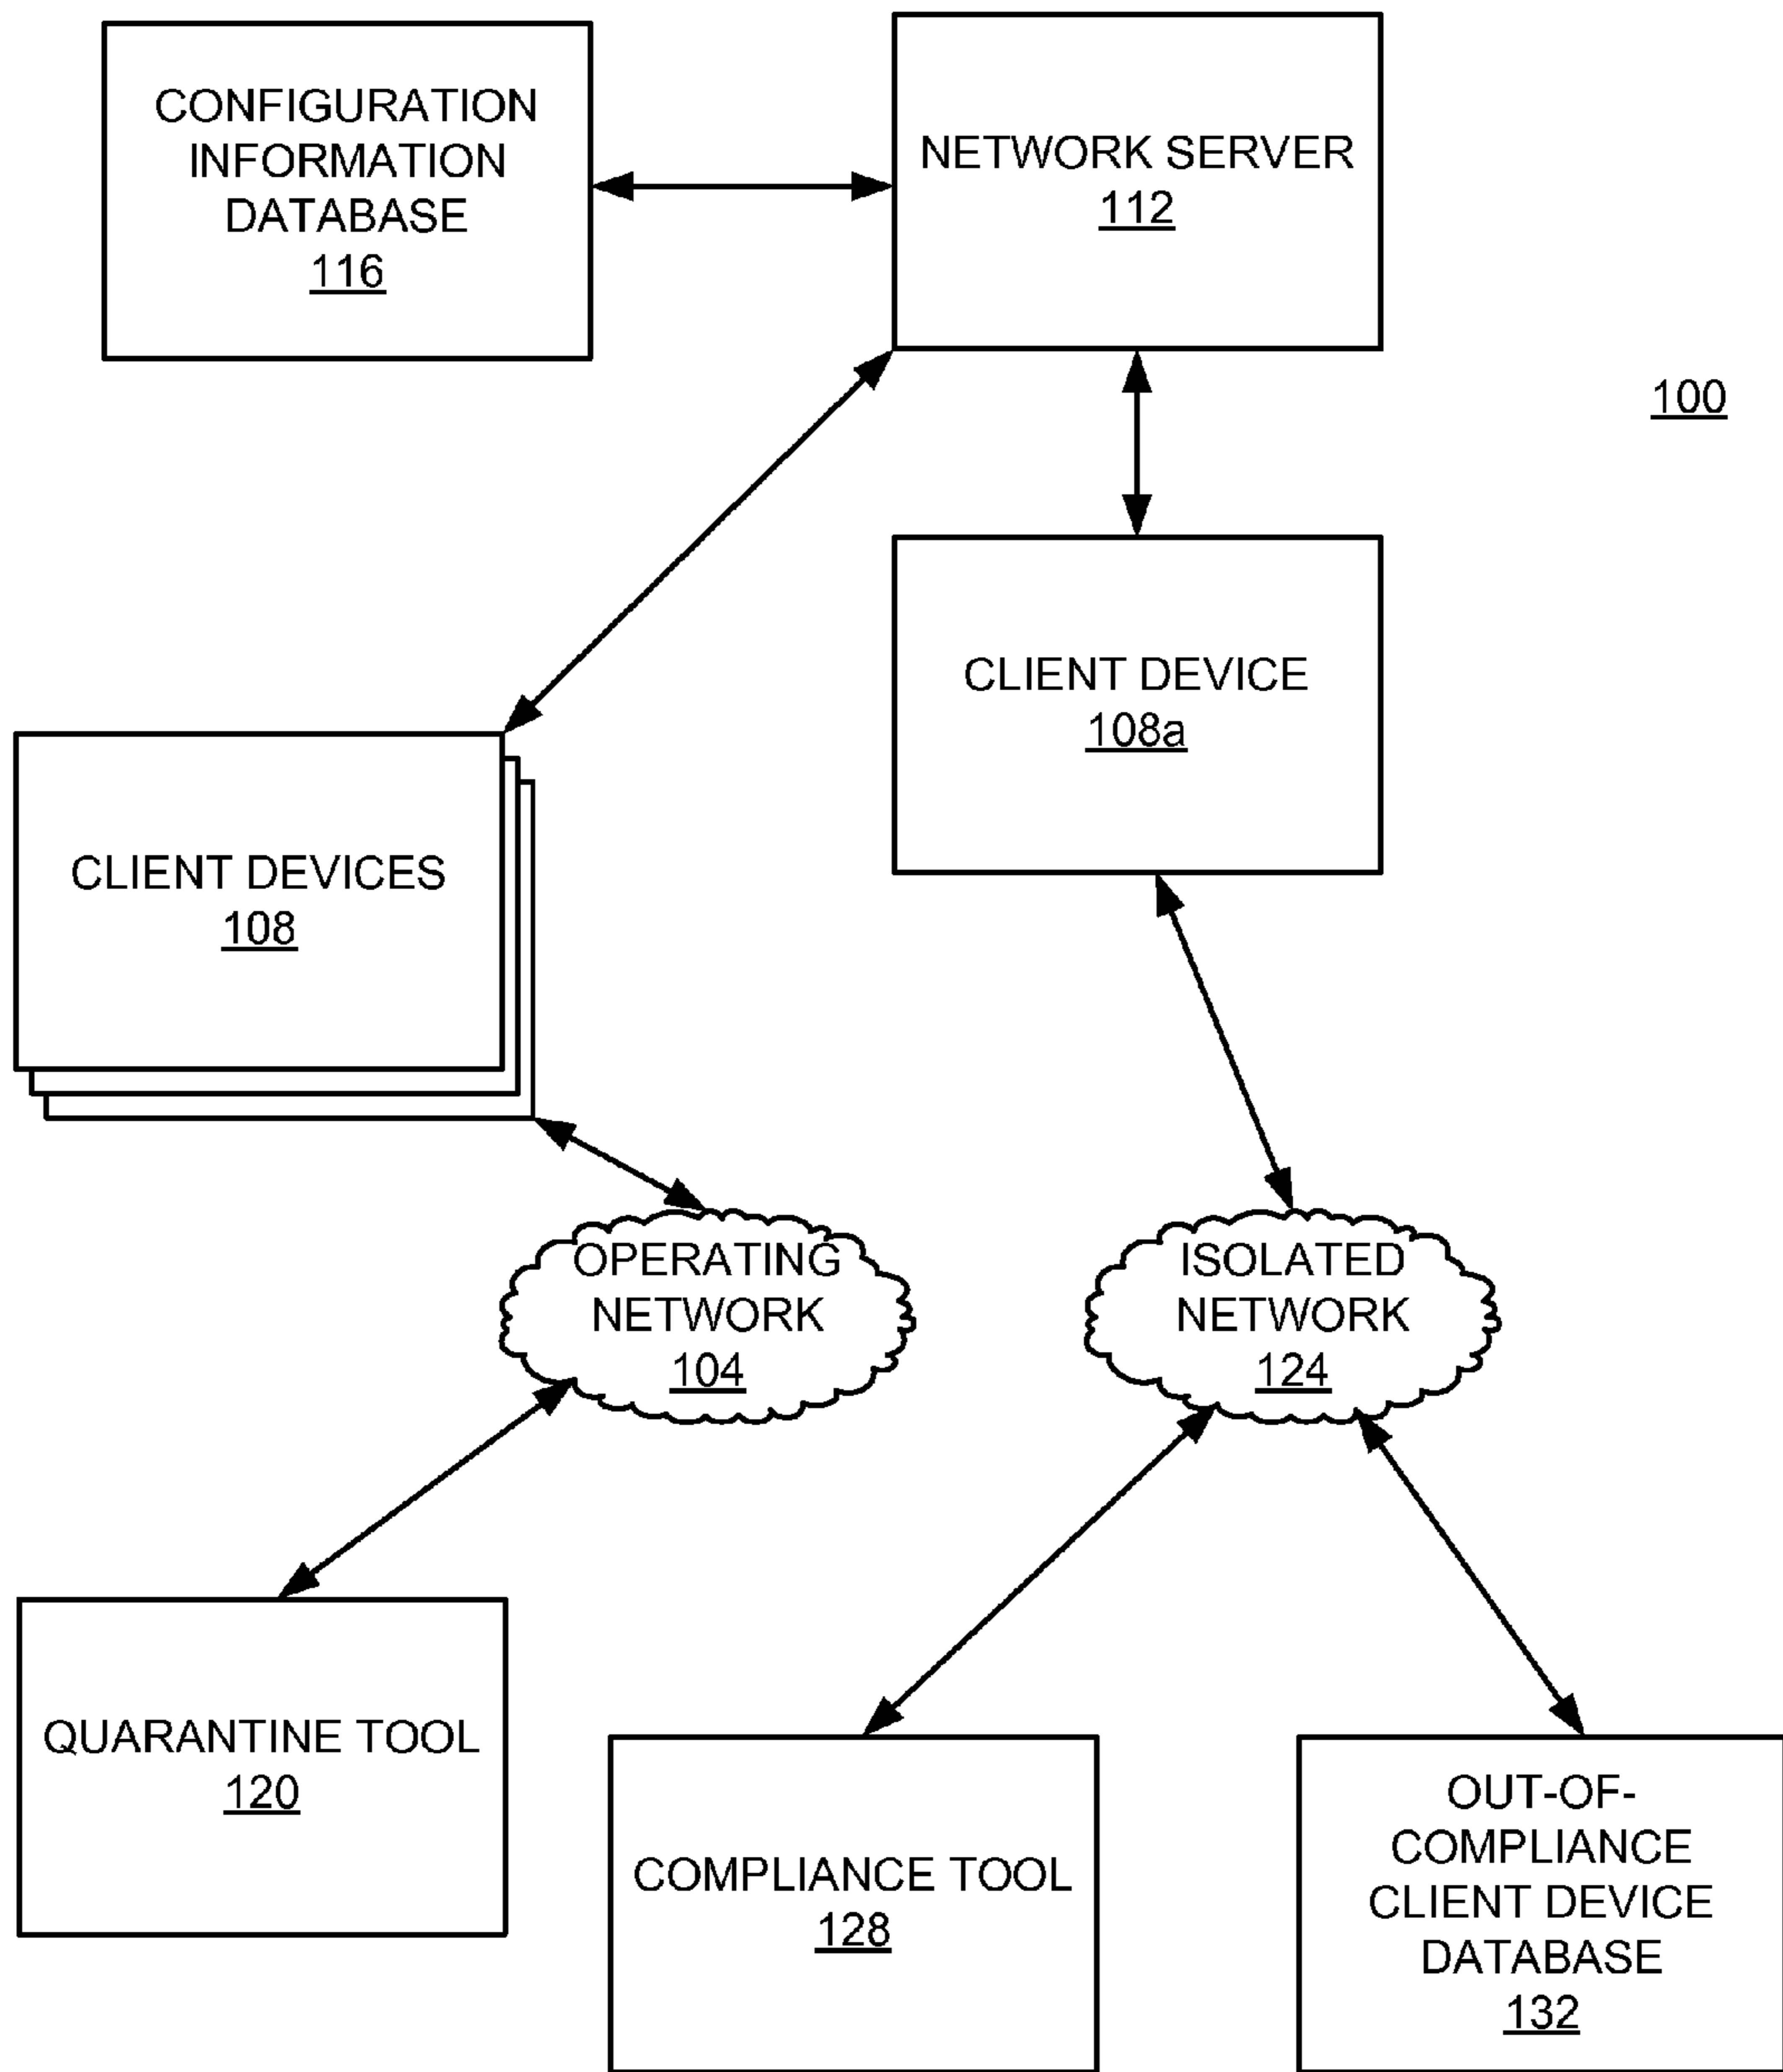 CONFIGURATION
INFORMATION
DATABASE
116
NETWORK SERVER
112
100
CLIENT DEVICE
108a
CLIENT DEVICES
108
OPERATING
NETWORK
104
ISOLATED
NETWORK
124
QUARANTINE TOOL
120
COMPLIANCE TOOL
128
OUT-OF-
COMPLIANCE
CLIENT DEVICE
DATABASE
132